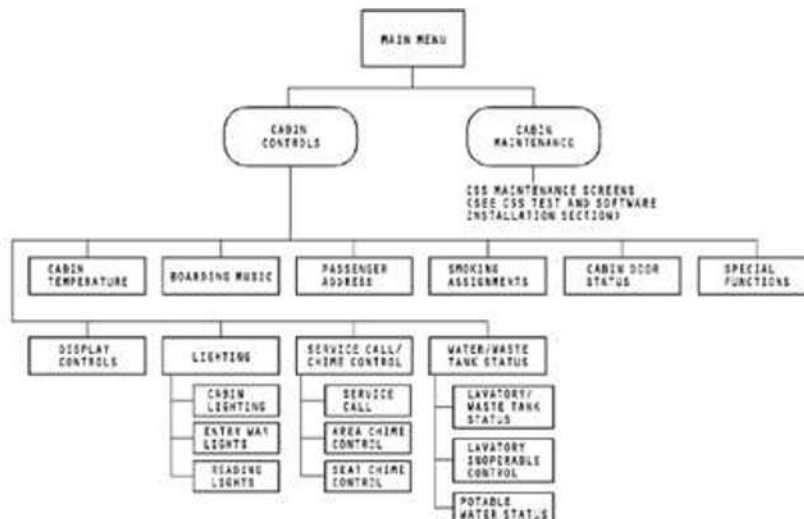 MAIN MENU
CABIN
CONTROLS
CABIN
MAINTENANCE
CSS MAINTENANCE SCREENS
(SEE CSS TEST AND SOFTWARE
INSTALLATION SECTION)
CABIN
TEMPERATURE
BOARDING MUSIC
PASSENGER
ADDRESS
SMOKING
ASSIGNMENTS
CABIN DOOR
STATUS
SPECIAL
FUNCTIONS
DISPLAY
CONTROLS
LIGHTING
SERVICE CALL/
CHIME CONTROL
WATER/WASTE
TANK STATUS
CABIN
LIGHTING
ENTRY WAY
LIGHTS
READING
LIGHTS
SERVICE
CALL
AREA CHIME
CONTROL
SEAT CHIME
CONTROL
LAVATORY/
WASTE TANK
STATUS
LAVATORY
INOPERABLE
CONTROL
POTABLE
WATER STATUS